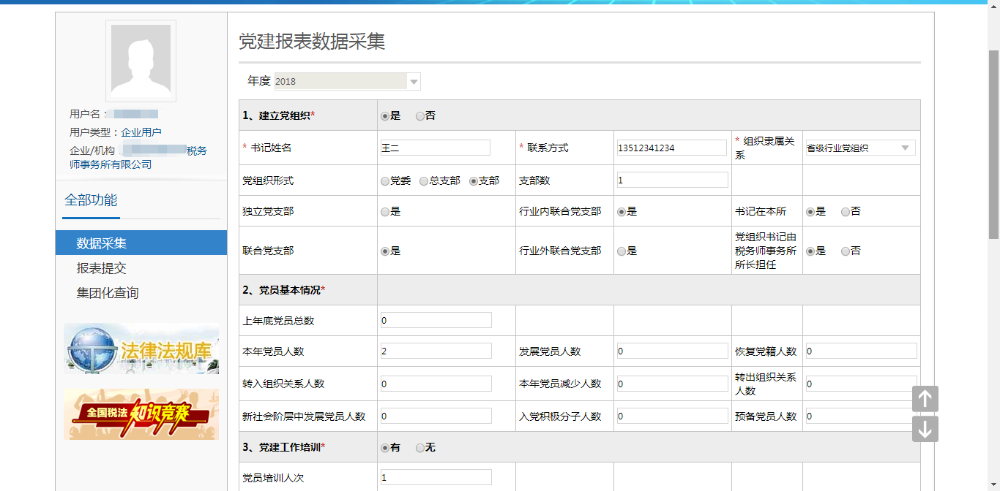 党建报表数据采集
年度 2018
用户名：
用户类型：企业用户
企业/机构 税务
师事务所有限公司
全部功能
数据采集
报表提交
集团化查询
法律法规库
全国税法 知识竞赛
1、建立党组织* 是 否
* 书记姓名 王二 * 联系方式 13512341234 * 组织隶属关
系 省级行业党组织
党组织形式 党委 总支部 支部 支部数 1
独立党支部 是 行业内联合党支部 是 书记在本所 是 否
联合党支部 是 行业外联合党支部 是 党组织书记由
税务师事务所
所长担任 是 否
2、党员基本情况*
上年底党员总数 0
本年党员人数 2 发展党员人数 0 恢复党籍人数 0
转入组织关系人数 0 本年党员减少人数 0 转出组织关系
人数 0
新社会阶层中发展党员人数 0 入党积极分子人数 0 预备党员人数 0
3、党建工作培训* 有 无
党员培训人次 1